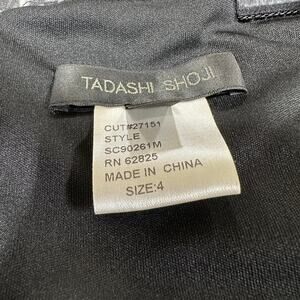 TADASHI SHOJI
CUT#27151
STYLE
SC90261M
RN 62825
MADE IN CHINA
SIZE:4